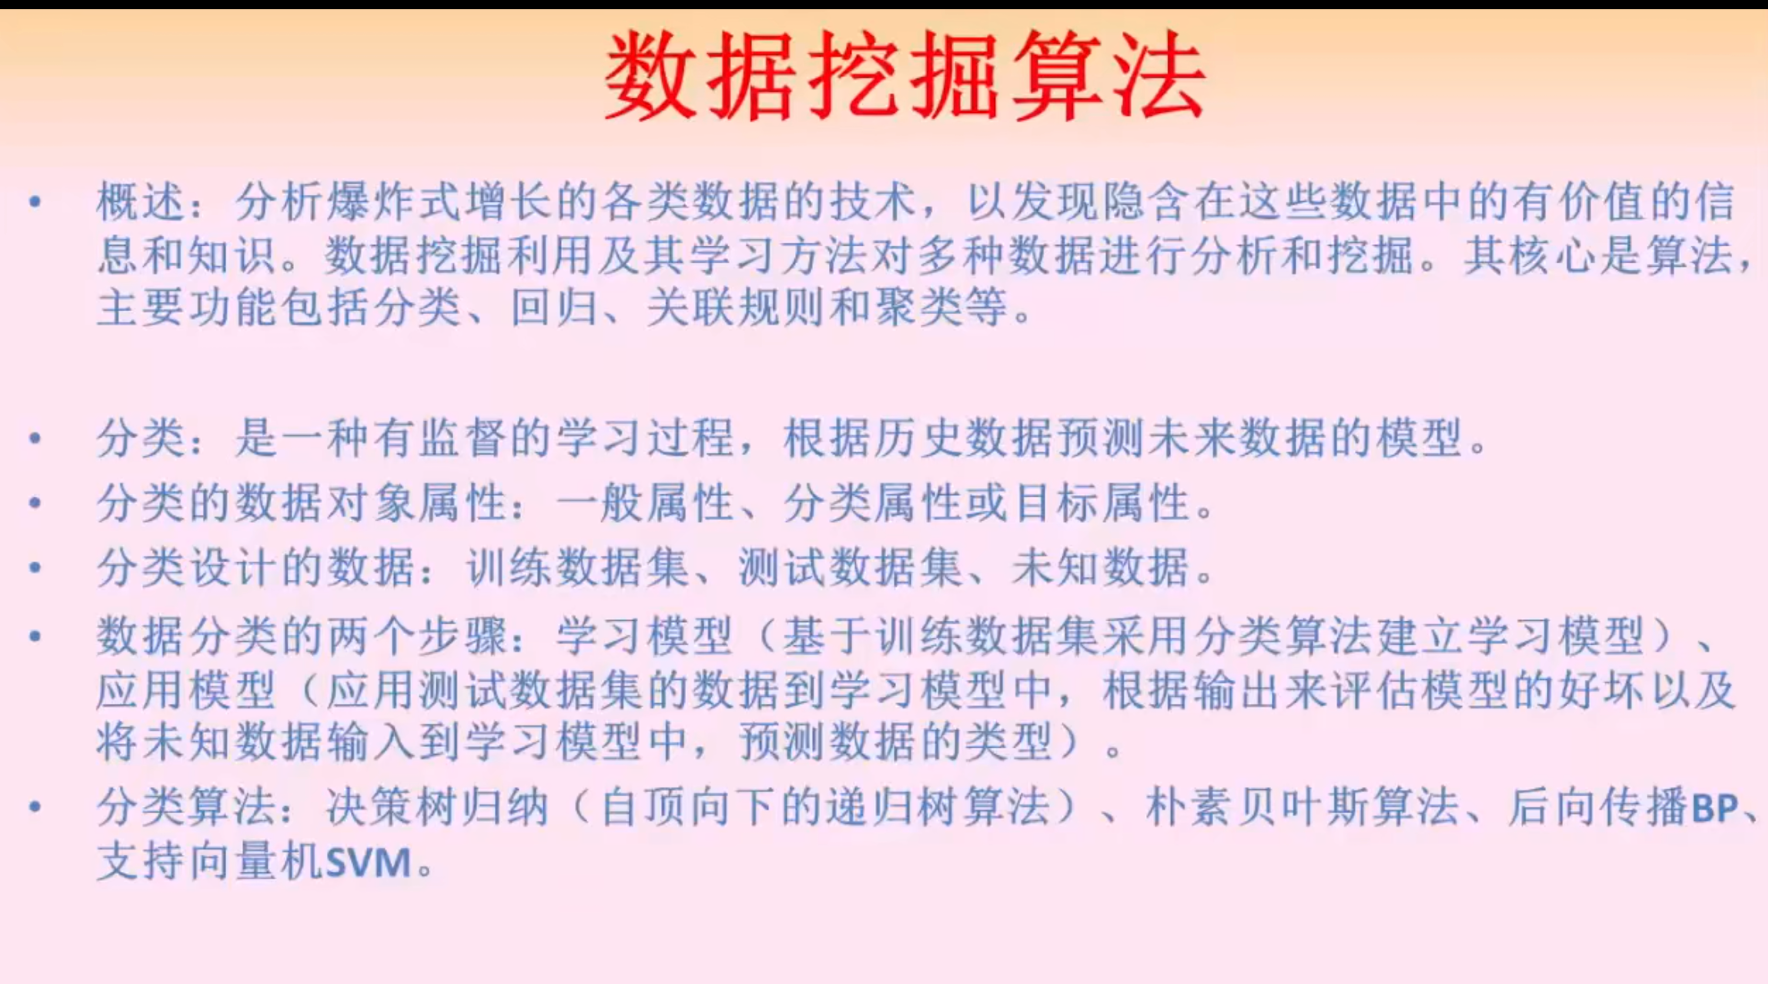 数据挖掘算法
• 概述：分析爆炸式增长的各类数据的技术，以发现隐含在这些数据中的有价值的信
息和知识。数据挖掘利用及其学习方法对多种数据进行分析和挖掘。其核心是算法，
主要功能包括分类、回归、关联规则和聚类等。
• 分类：是一种有监督的学习过程，根据历史数据预测未来数据的模型。
• 分类的数据对象属性：一般属性、分类属性或目标属性。
• 分类设计的数据：训练数据集、测试数据集、未知数据。
• 数据分类的两个步骤：学习模型（基于训练数据集采用分类算法建立学习模型）、
应用模型（应用测试数据集的数据到学习模型中，根据输出来评估模型的好坏以及
将未知数据输入到学习模型中，预测数据的类型）。
• 分类算法：决策树归纳（自顶向下的递归树算法）、朴素贝叶斯算法、后向传播BP、
支持向量机SVM。